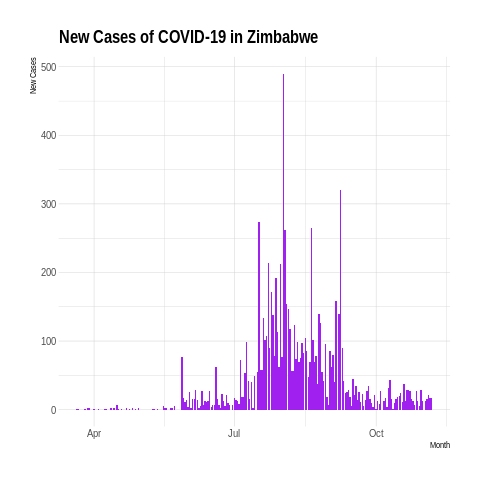 New Cases of COVID-19 in Zimbabwe
New Cases
500
400
300
200
100
0
Apr
Jul
Oct
Month